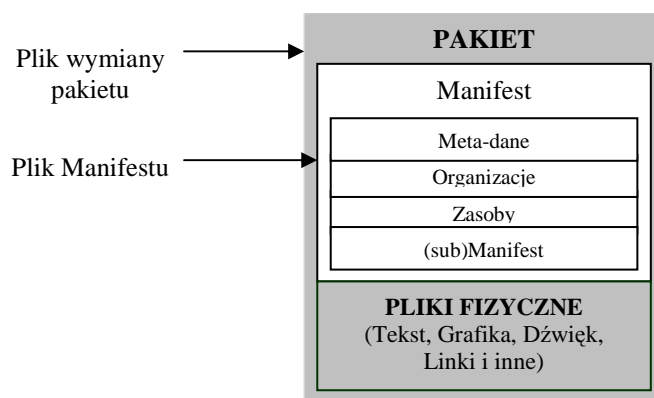 PAKIET
Plik wymiany
pakietu
Manifest
Plik Manifestu
Meta-dane
Organizacje
Zasoby
(sub)Manifest
PLIKI FIZYCZNE
(Tekst, Grafika, Dźwięk,
Linki i inne)